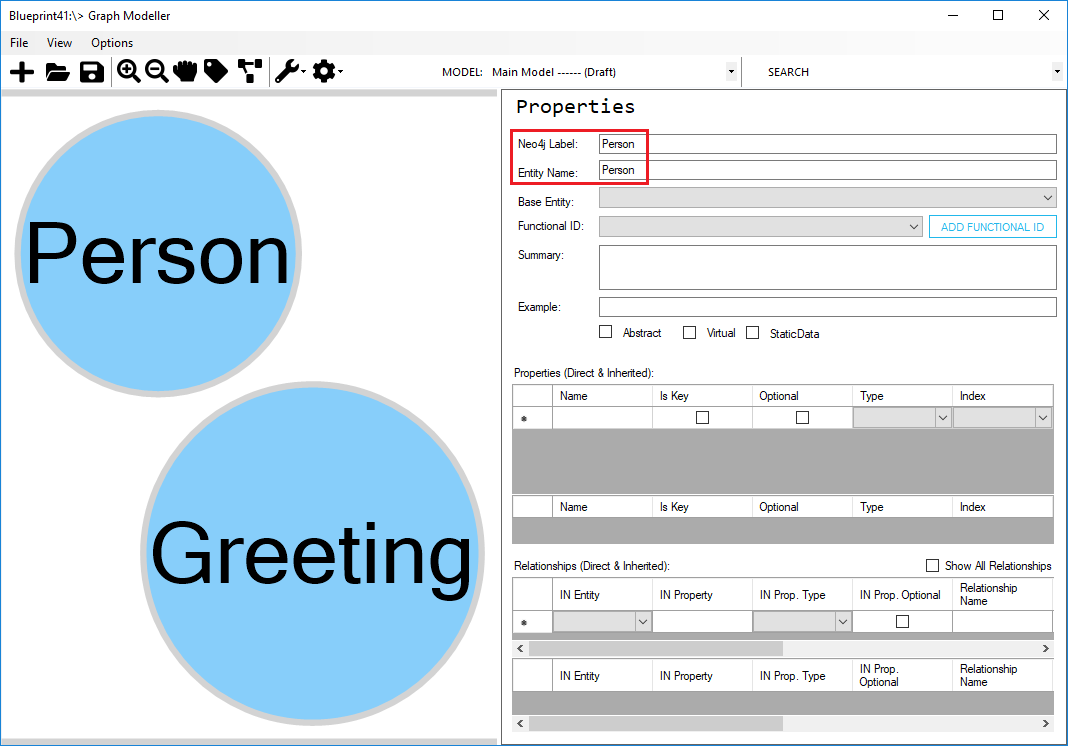 Blueprint41:\> Graph Modeller
File View Options
MODEL: Main Model ------ (Draft) SEARCH
Person
Greeting
Properties
Neo4j Label: Person
Entity Name: Person
Base Entity:
Functional ID: ADD FUNCTIONAL ID
Summary:
Example:
Abstract Virtual StaticData
Properties (Direct & Inherited):
Name Is Key Optional Type Index
Name Is Key Optional Type Index
Relationships (Direct & Inherited): Show All Relationships
IN Entity IN Property IN Prop. Type IN Prop. Optional Relationship
Name
IN Entity IN Property IN Prop. Type IN Prop. Relationship
Optional Name